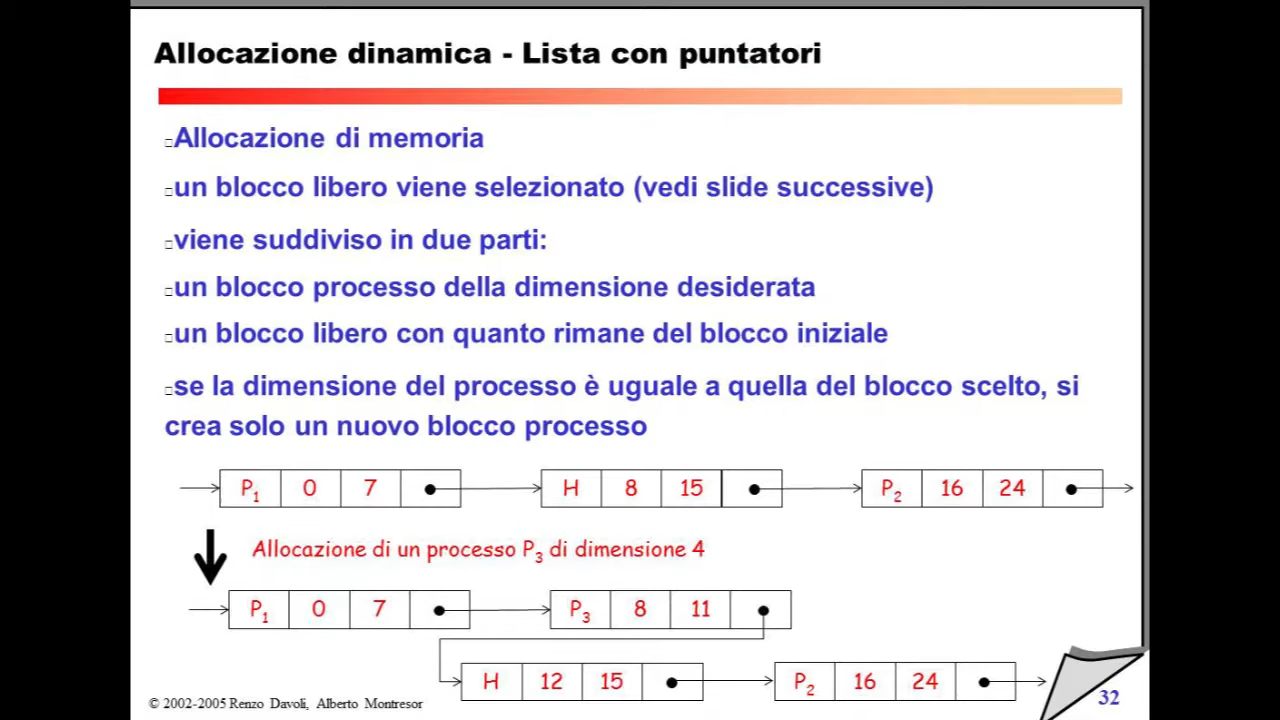 Allocazione dinamica - Lista con puntatori
Allocazione di memoria
un blocco libero viene selezionato (vedi slide successive)
viene suddiviso in due parti:
un blocco processo della dimensione desiderata
un blocco libero con quanto rimane del blocco iniziale
se la dimensione del processo è uguale a quella del blocco scelto, si
crea solo un nuovo blocco processo
P1 0 7 H 8 15 P2 16 24
Allocazione di un processo P3 di dimensione 4
P1 0 7 P3 8 11
H 12 15 P2 16 24
© 2002-2005 Renzo Davoli, Alberto Montresor
32